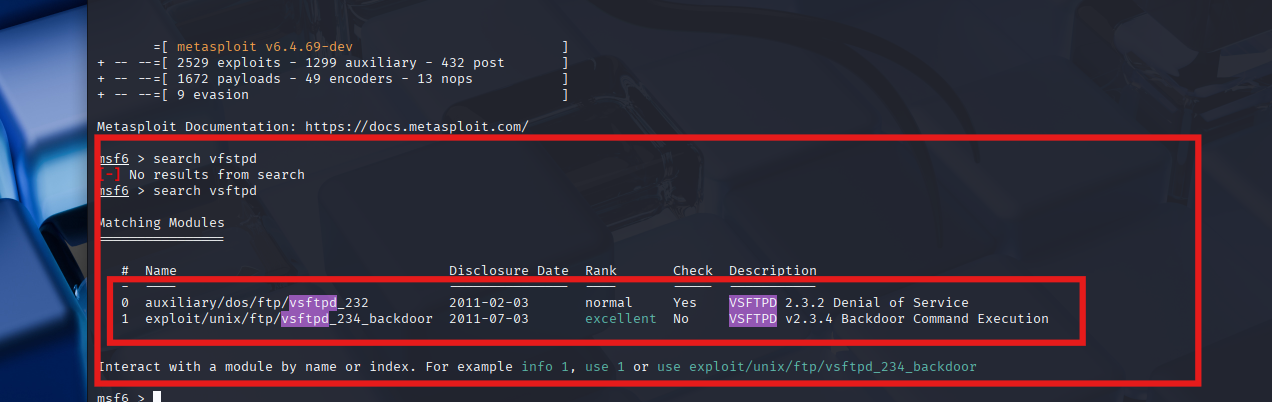 =[ metasploit v6.4.69-dev ]
+ -- --=[ 2529 exploits - 1299 auxiliary - 432 post ]
+ -- --=[ 1672 payloads - 49 encoders - 13 nops ]
+ -- --=[ 9 evasion ]
Metasploit Documentation: https://docs.metasploit.com/
msf6 > search vfstpd
[-] No results from search
msf6 > search vsftpd
Matching Modules
================
# Name Disclosure Date Rank Check Description
- ---- --------------- ---- ----- -----------
0 auxiliary/dos/ftp/vsftpd_232 2011-02-03 normal Yes VSFTPD 2.3.2 Denial of Service
1 exploit/unix/ftp/vsftpd_234_backdoor 2011-07-03 excellent No VSFTPD v2.3.4 Backdoor Command Execution
Interact with a module by name or index. For example info 1, use 1 or use exploit/unix/ftp/vsftpd_234_backdoor
msf6 >